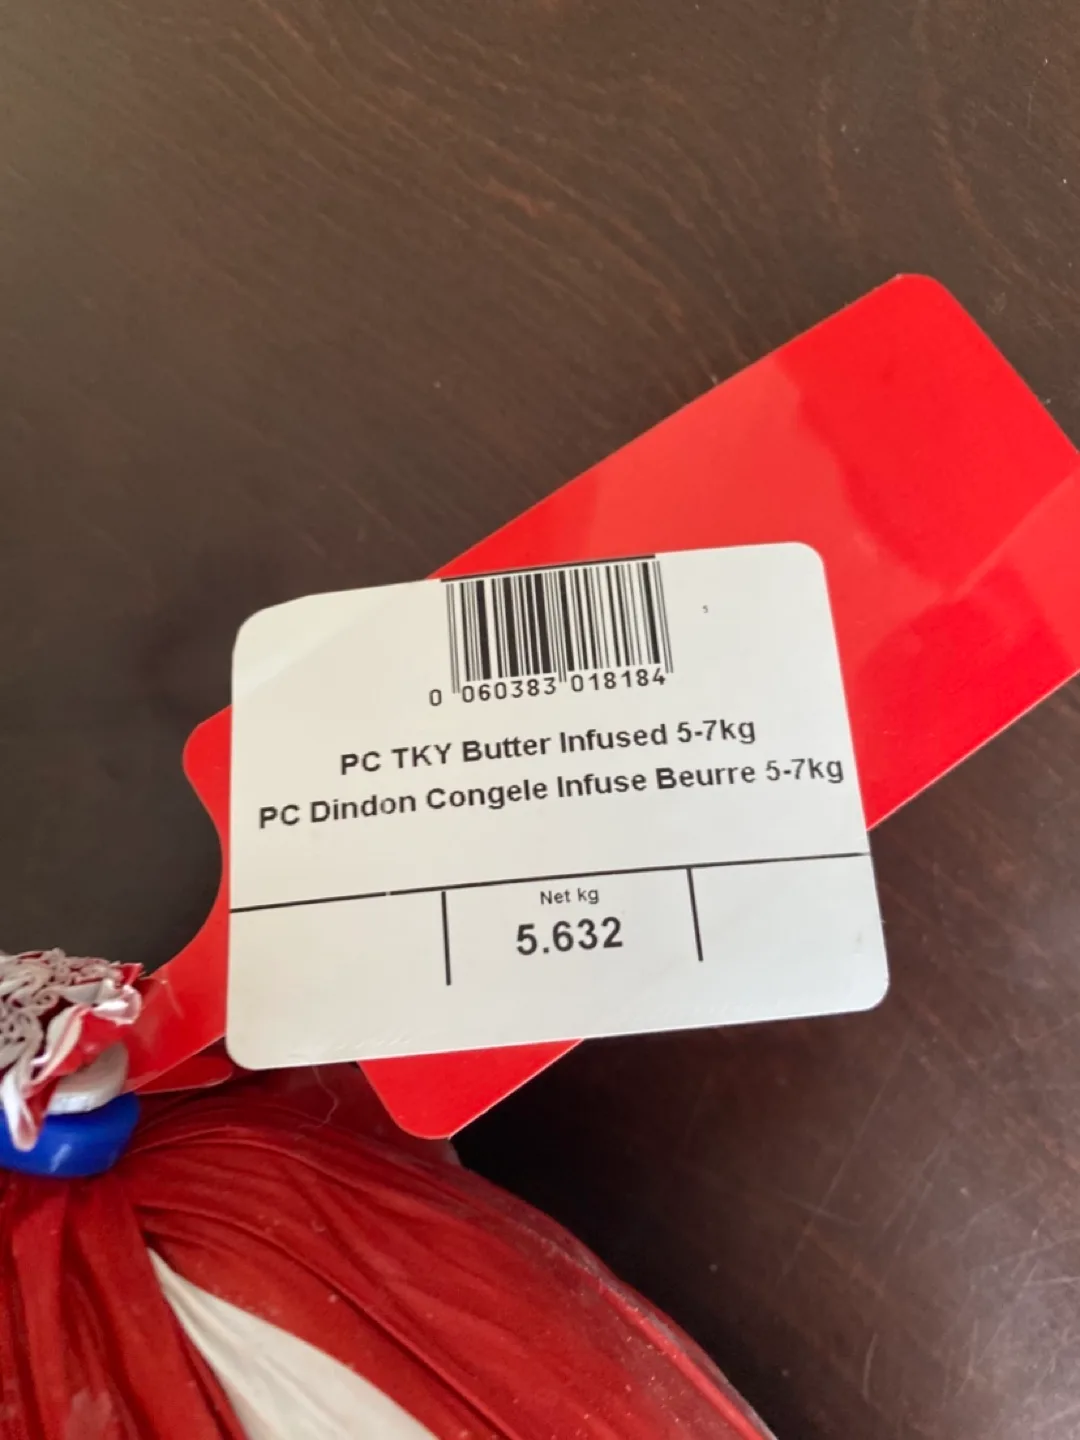 5
0 060383 018184
PC TKY Butter Infused 5-7kg
PC Dindon Congele Infuse Beurre 5-7kg
Net kg
5.632